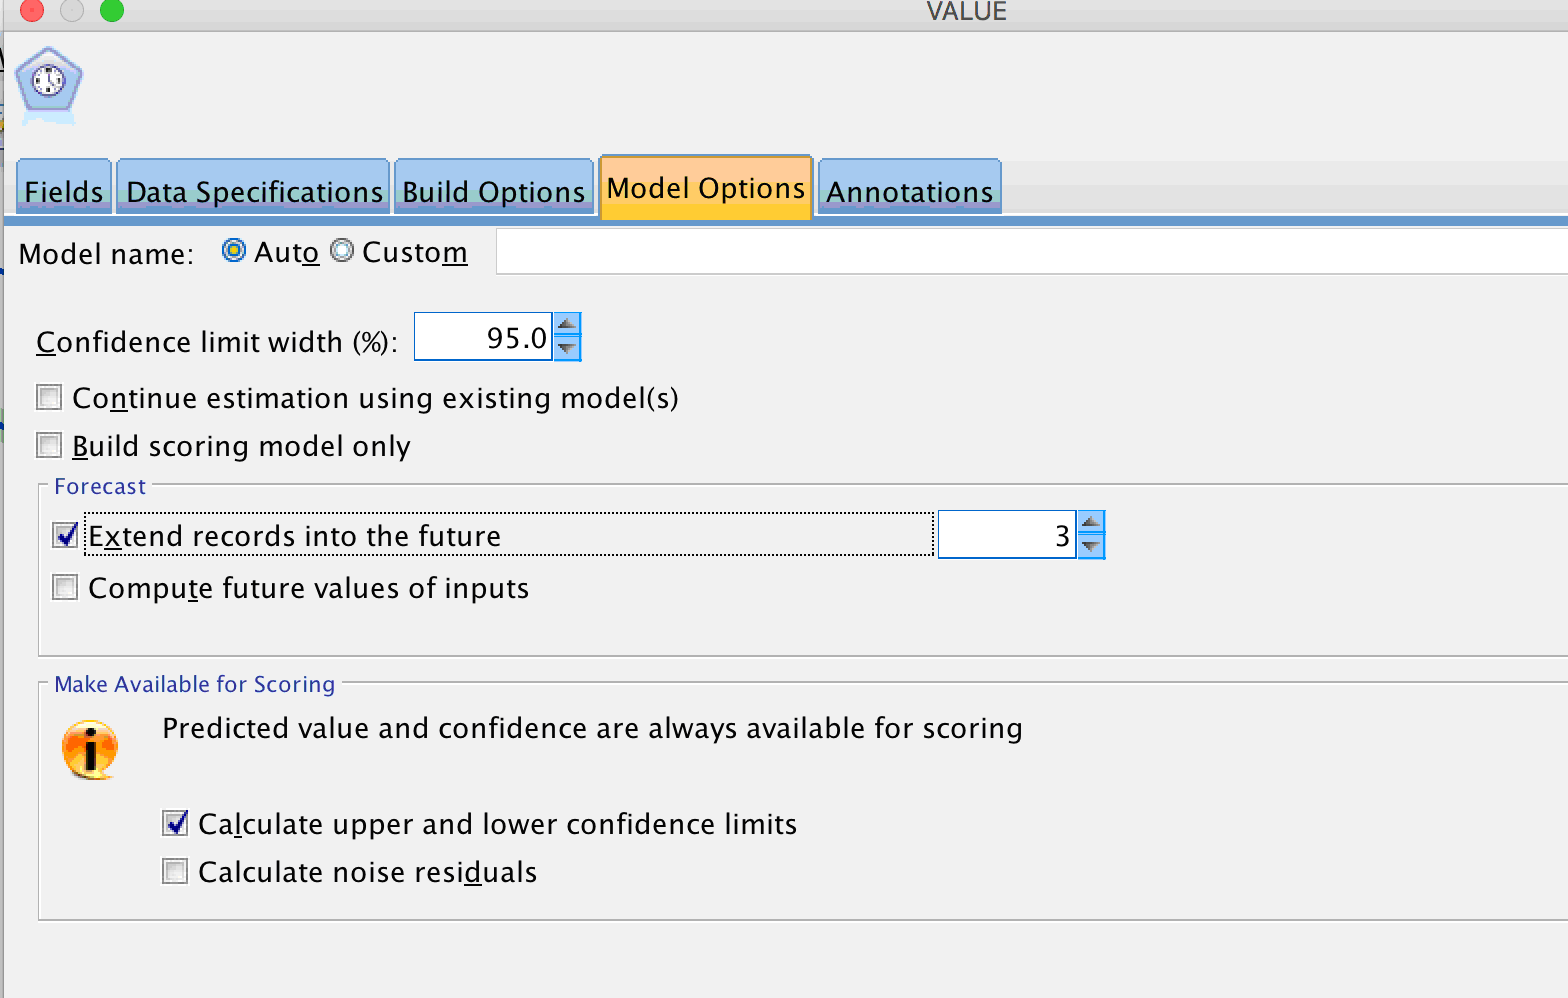 VALUE
Fields Data Specifications Build Options Model Options Annotations
Model name: Auto Custom
Confidence limit width (%): 95.0
Continue estimation using existing model(s)
Build scoring model only
Forecast
Extend records into the future 3
Compute future values of inputs
Make Available for Scoring
Predicted value and confidence are always available for scoring
Calculate upper and lower confidence limits
Calculate noise residuals